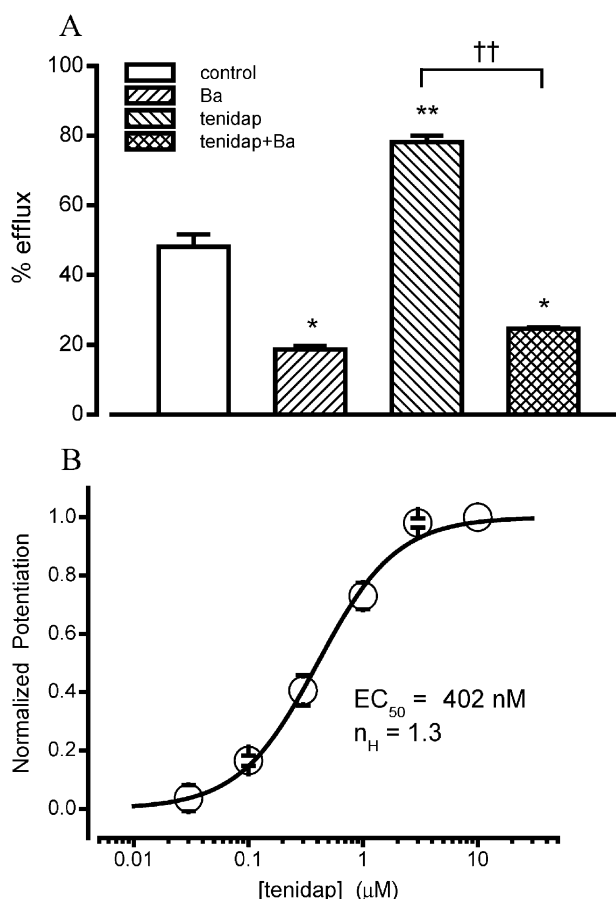 A
††
100
control
Ba
tenidap
tenidap+Ba
**
*
*
80
60
40
20
0
% efflux
B
1.0
0.8
0.6
0.4
0.2
0.0
Normalized Potentiation
EC50 = 402 nM
nH = 1.3
0.01 0.1 1 10
[tenidap] (μM)